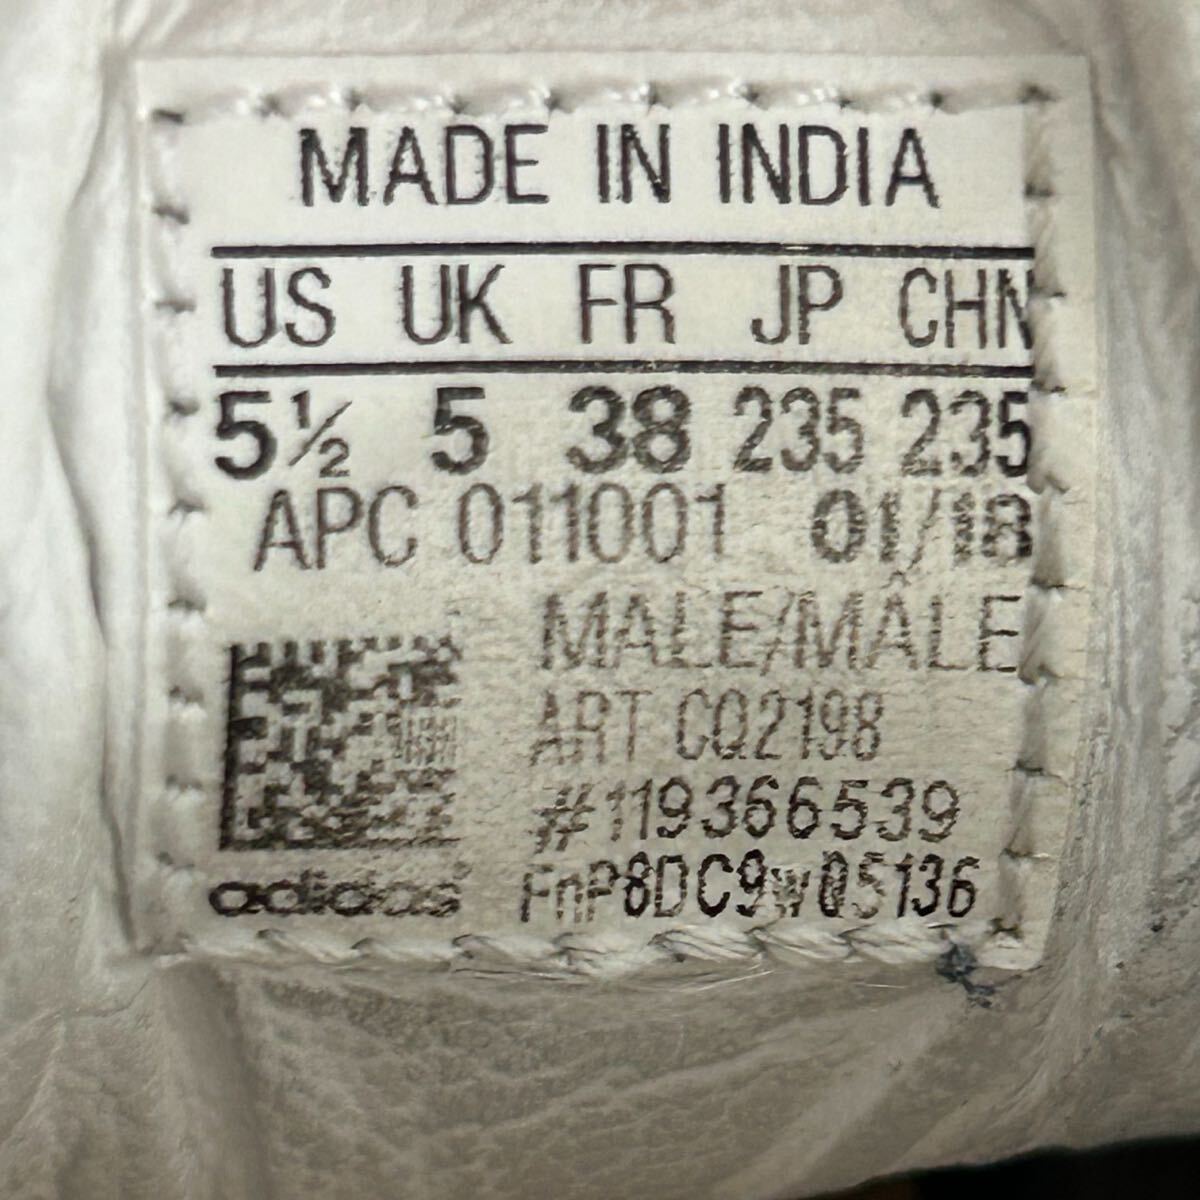 MADE IN INDIA
US UK FR JP CHN
5½ 5 38 235 235
APC 011001 01/18
MALE/MÂLE
ART CQ2198
#119366539
FnP8DC9W05136
adidas